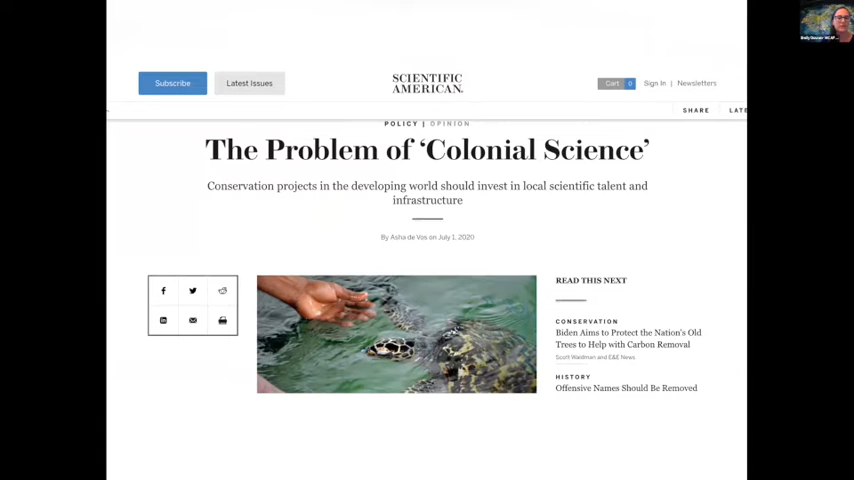 Subscribe
Latest Issues
SCIENTIFIC
AMERICAN.
Cart 0
Sign In | Newsletters
SHARE
LATE
POLICY | OPINION
The Problem of ‘Colonial Science’
Conservation projects in the developing world should invest in local scientific talent and
infrastructure
By Asha de Vos on July 1, 2020
READ THIS NEXT
CONSERVATION
Biden Aims to Protect the Nation's Old
Trees to Help with Carbon Removal
Scott Waldman and E&E News
HISTORY
Offensive Names Should Be Removed